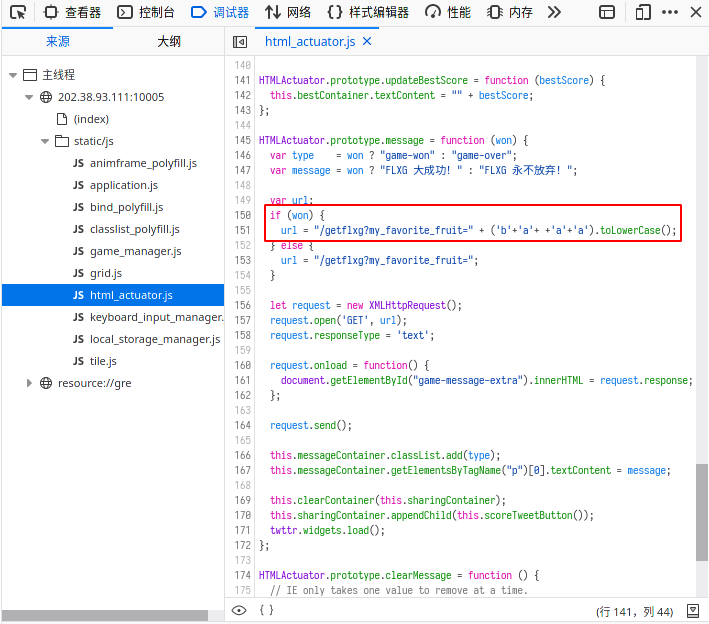 查看器 控制台 调试器 网络 样式编辑器 性能 内存
来源 大纲 html_actuator.js
主线程
202.38.93.111:10005
(index)
static/js
JS animframe_polyfill.js
JS application.js
JS bind_polyfill.js
JS classlist_polyfill.js
JS game_manager.js
JS grid.js
JS html_actuator.js
JS keyboard_input_manager.
JS local_storage_manager.js
JS tile.js
resource://gre
140
141 HTMLActuator.prototype.updateBestScore = function (bestScore) {
142 this.bestContainer.textContent = "" + bestScore;
143 };
144
145 HTMLActuator.prototype.message = function (won) {
146 var type    = won ? "game-won" : "game-over";
147 var message = won ? "FLXG 大成功！" : "FLXG 永不放弃！";
148
149 var url;
150 if (won) {
151 url = "/getflxg?my_favorite_fruit=" + ('b'+'a'+ +'a'+'a').toLowerCase();
152 } else {
153 url = "/getflxg?my_favorite_fruit=";
154 }
155
156 let request = new XMLHttpRequest();
157 request.open('GET', url);
158 request.responseType = 'text';
159
160 request.onload = function() {
161 document.getElementById("game-message-extra").innerHTML = request.response;
162 };
163
164 request.send();
165
166 this.messageContainer.classList.add(type);
167 this.messageContainer.getElementsByTagName("p")[0].textContent = message;
168
169 this.clearContainer(this.sharingContainer);
170 this.sharingContainer.appendChild(this.scoreTweetButton());
171 twttr.widgets.load();
172 };
173
174 HTMLActuator.prototype.clearMessage = function () {
175 // IE only takes one value to remove at a time.
{ } (行 141，列 44)